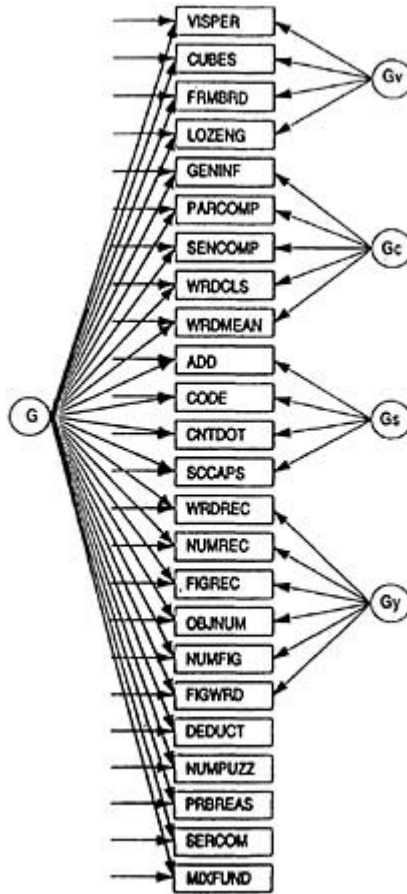 VISPER
CUBES
Gv
FRMBRD
LOZENG
GENINF
PARCOMP
SENCOMP
Gc
WRDCLS
WRDMEAN
ADD
CODE
G
Gs
CNTDOT
SCCAPS
WRDREC
NUMREC
FIGREC
Gy
OBJNUM
NUMFIG
FIGWRD
DEDUCT
NUMPUZZ
PRBREAS
SERCOM
MIXFUND